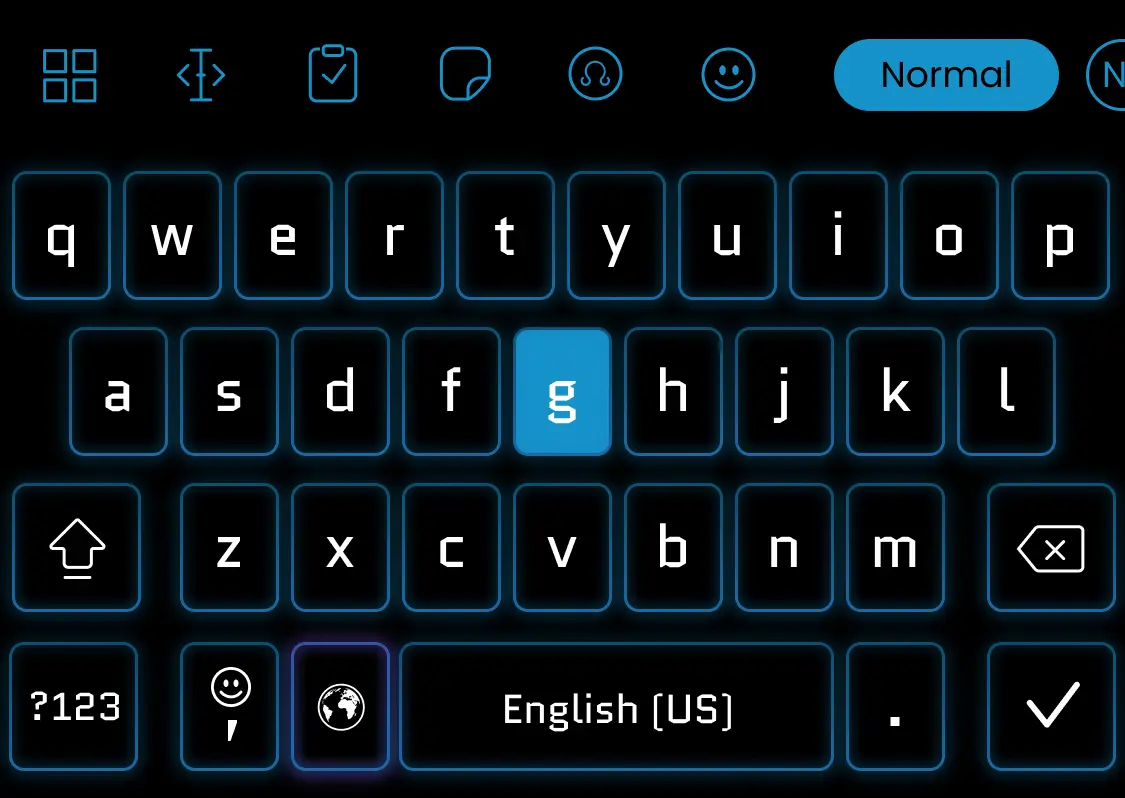 Normal N
q w e r t y u i o p
a s d f g h j k l
z x c v b n m
?123 , English (US) .